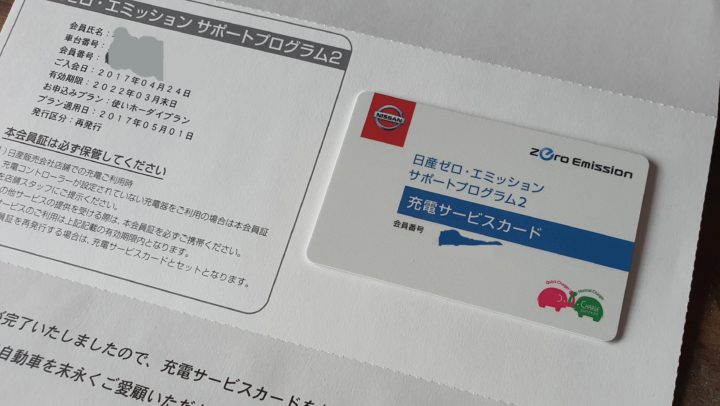 ゼロ・エミッション サポートプログラム2
会員氏名：
車台番号：
会員番号：
ご入会日：２０１７年０４月２４日
有効期限：２０２２年０３月末日
お申込みプラン：使いホーダイプラン
プラン適用日：２０１７年０５月０１日
発行区分：再発行
本会員証は必ず保管してください
）日産販売会社店舗での充電ご利用時
充電コントローラーが設定されていない充電器をご利用の場合は本会員証
を店舗スタッフにご提示ください。
の他サービスの提供を受ける際は、本会員証を必ずご携帯ください。
サービスのご利用は上記記載の有効期限内となります。
員証を再発行する場合は、充電サービスカードとセットとなります。
NISSAN
Zero Emission
日産ゼロ・エミッション
サポートプログラム2
充電サービスカード
会員番号
Quick Charger
Normal Charger
CHARGE
が完了いたしましたので、充電サービスカードを
自動車を末永くご愛顧いただ